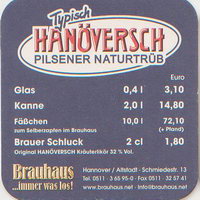 Typisch
HANÖVERSCH
PILSENER NATURTRÜB
Euro
Glas 0,4 l 3,10
Kanne 2,0 l 14,80
Fäßchen 10,0 l 72,10
zum Selberzapfen im Brauhaus (+ Pfand)
Brauer Schluck 2 cl 1,80
Original HANÖVERSCH Kräuterlikör 32 % Vol.
Brauhaus Hannover / Altstadt - Schmiedestr. 13
...immer was los! Tel. 0511 - 3 65 95-0 · Fax 0511 - 32 57 41
www.brauhaus.net - info@brauhaus.net